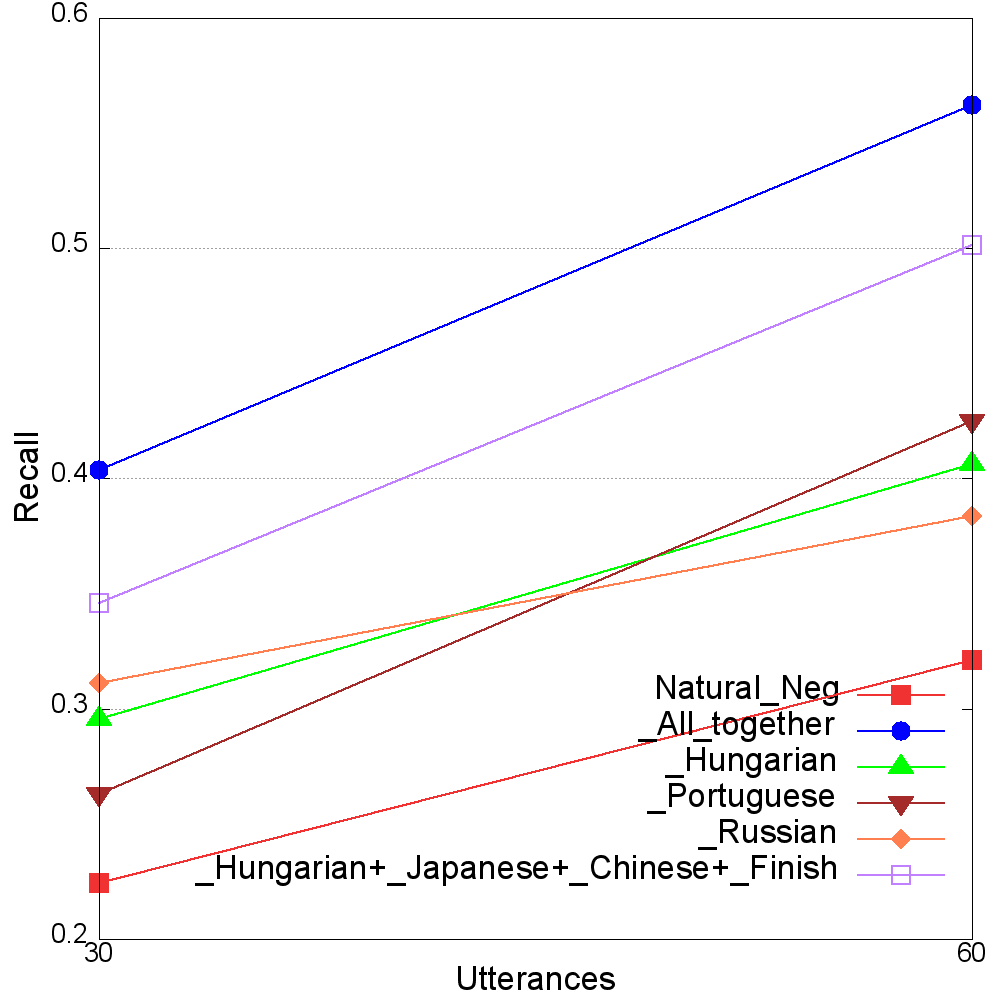 0.6
0.5
0.4
0.3
0.2
Recall
30
60
Utterances
Natural_Neg
_All_together
_Hungarian
_Portuguese
_Russian
_Hungarian+_Japanese+_Chinese+_Finish